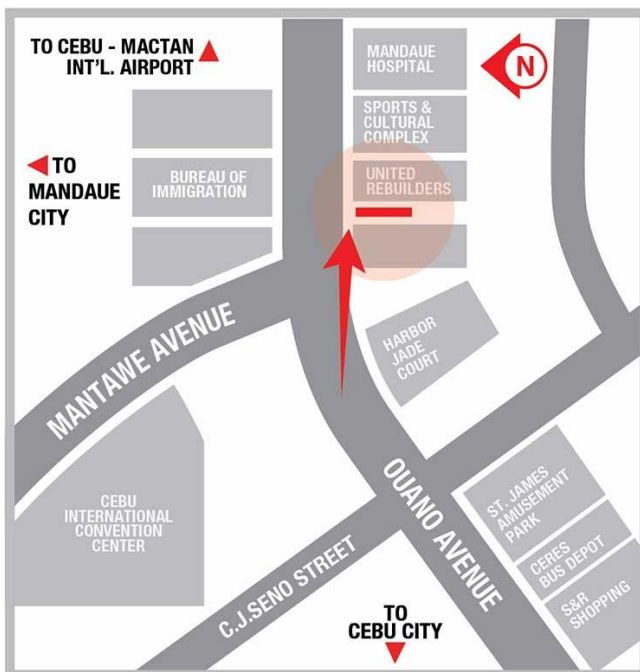 TO CEBU - MACTAN
INT'L. AIRPORT
MANDAUE
HOSPITAL
N
SPORTS &
CULTURAL
COMPLEX
TO
MANDAUE
CITY
BUREAU OF
IMMIGRATION
UNITED
REBUILDERS
MANTAWE AVENUE
HARBOR
JADE
COURT
CEBU
INTERNATIONAL
CONVENTION
CENTER
OUANO AVENUE
ST. JAMES
AMUSEMENT
PARK
CERES
BUS DEPOT
S&R
SHOPPING
C.J.SENO STREET
TO
CEBU CITY